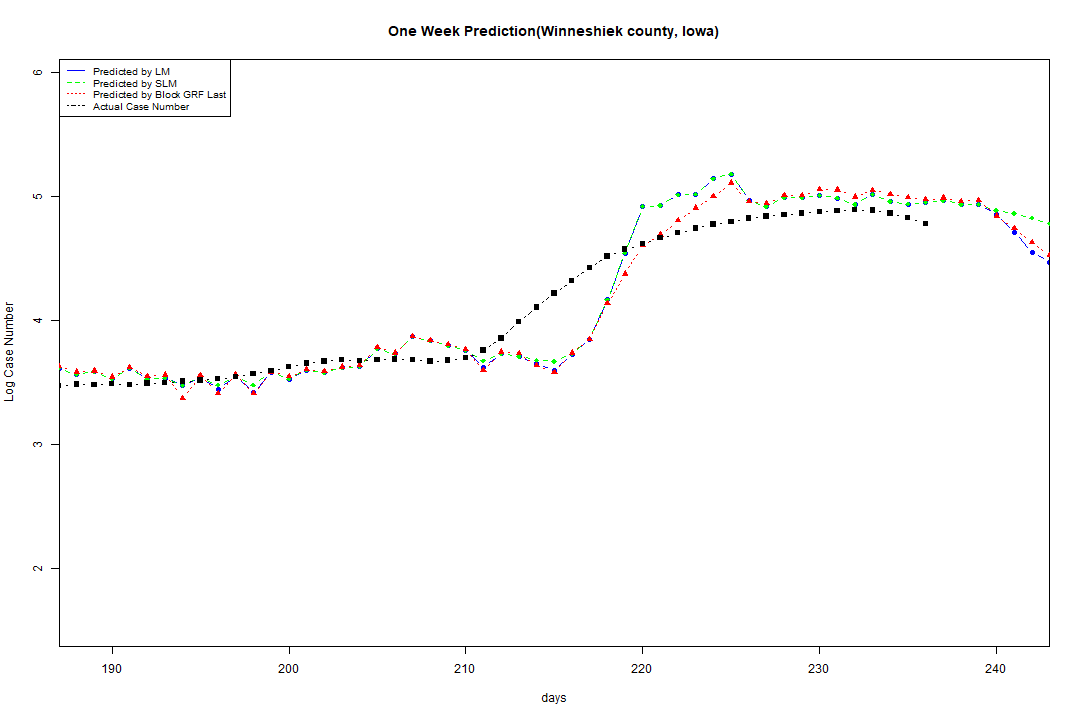 One Week Prediction(Winneshiek county, Iowa)
Predicted by LM
Predicted by SLM
Predicted by Block GRF Last
Actual Case Number
6
5
4
3
2
Log Case Number
190 200 210 220 230 240
days